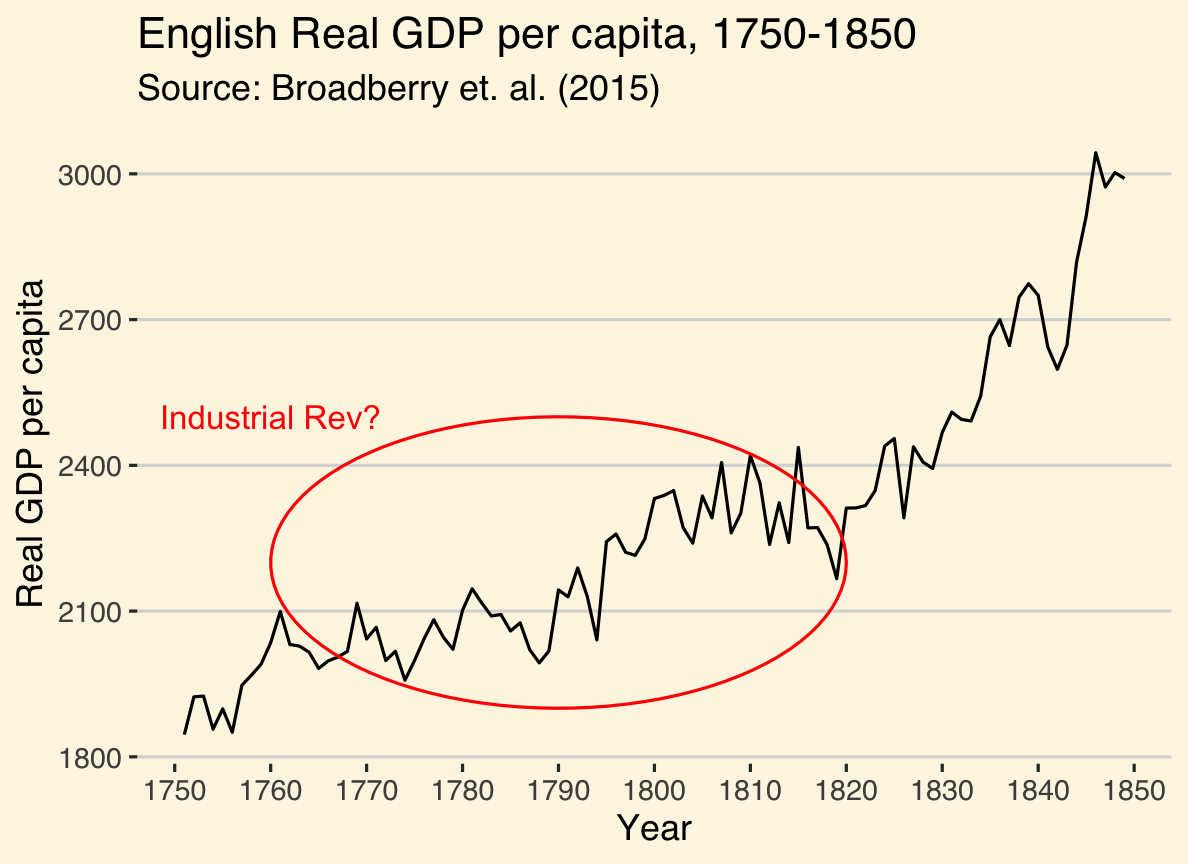 English Real GDP per capita, 1750-1850
Source: Broadberry et. al. (2015)
Real GDP per capita
3000
2700
2400
2100
1800
Industrial Rev?
1750 1760 1770 1780 1790 1800 1810 1820 1830 1840 1850
Year